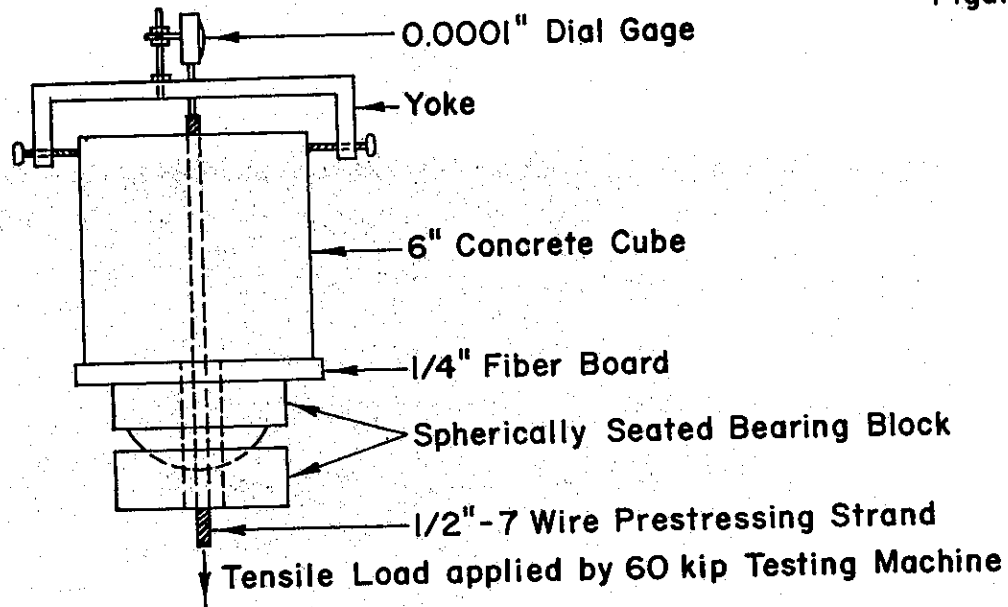 0.0001" Dial Gage
Yoke
6" Concrete Cube
1/4" Fiber Board
Spherically Seated Bearing Block
1/2"-7 Wire Prestressing Strand
Tensile Load applied by 60 kip Testing Machine